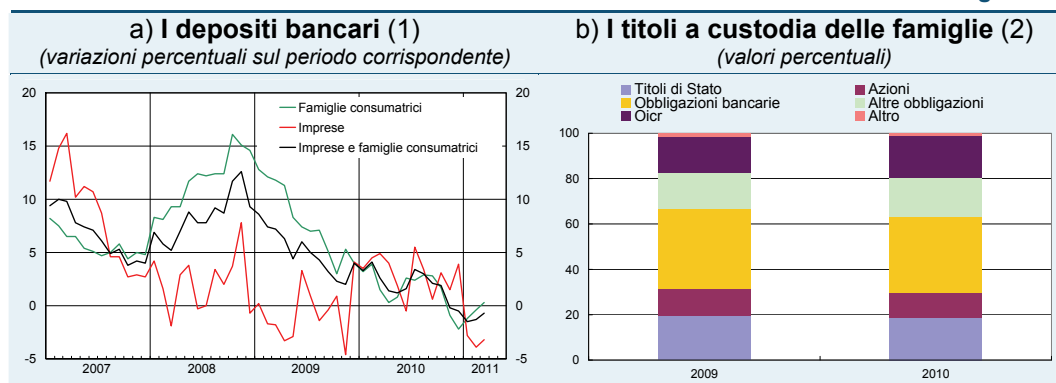 a) I depositi bancari (1)
(variazioni percentuali sul periodo corrispondente)
20 20
15 15
10 10
5 5
0 0
-5 -5
Famiglie consumatrici
Imprese
Imprese e famiglie consumatrici
2007 2008 2009 2010 2011
b) I titoli a custodia delle famiglie (2)
(valori percentuali)
Titoli di Stato Azioni
Obbligazioni bancarie Altre obbligazioni
Oicr Altro
100
80
60
40
20
0
2009 2010